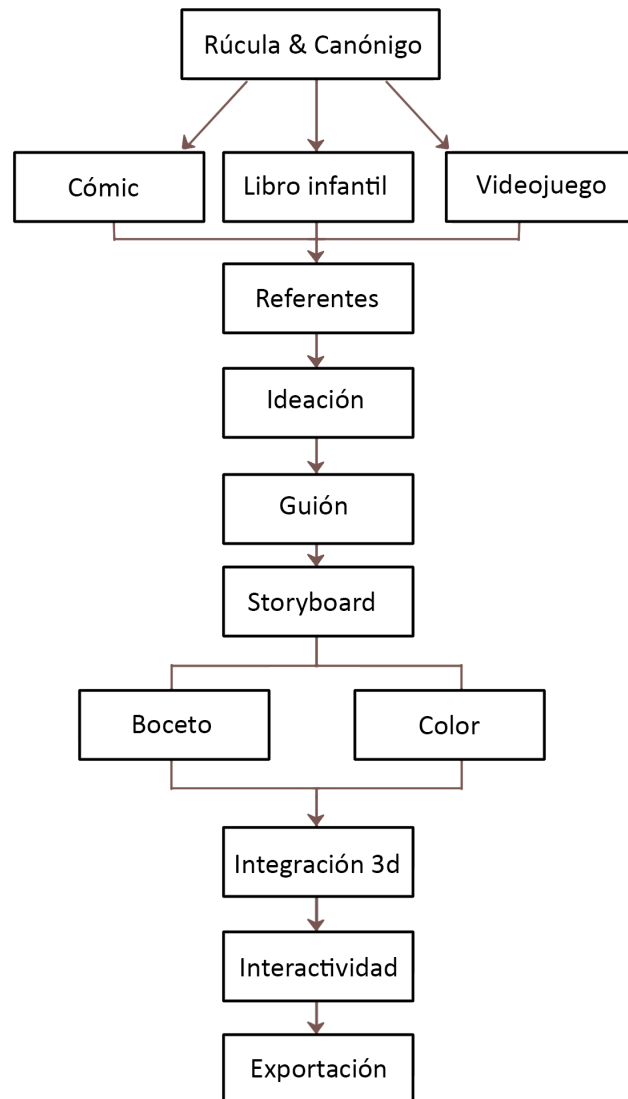 Rúcula & Canónigo
Cómic
Libro infantil
Videojuego
Referentes
Ideación
Guión
Storyboard
Boceto
Color
Integración 3d
Interactividad
Exportación